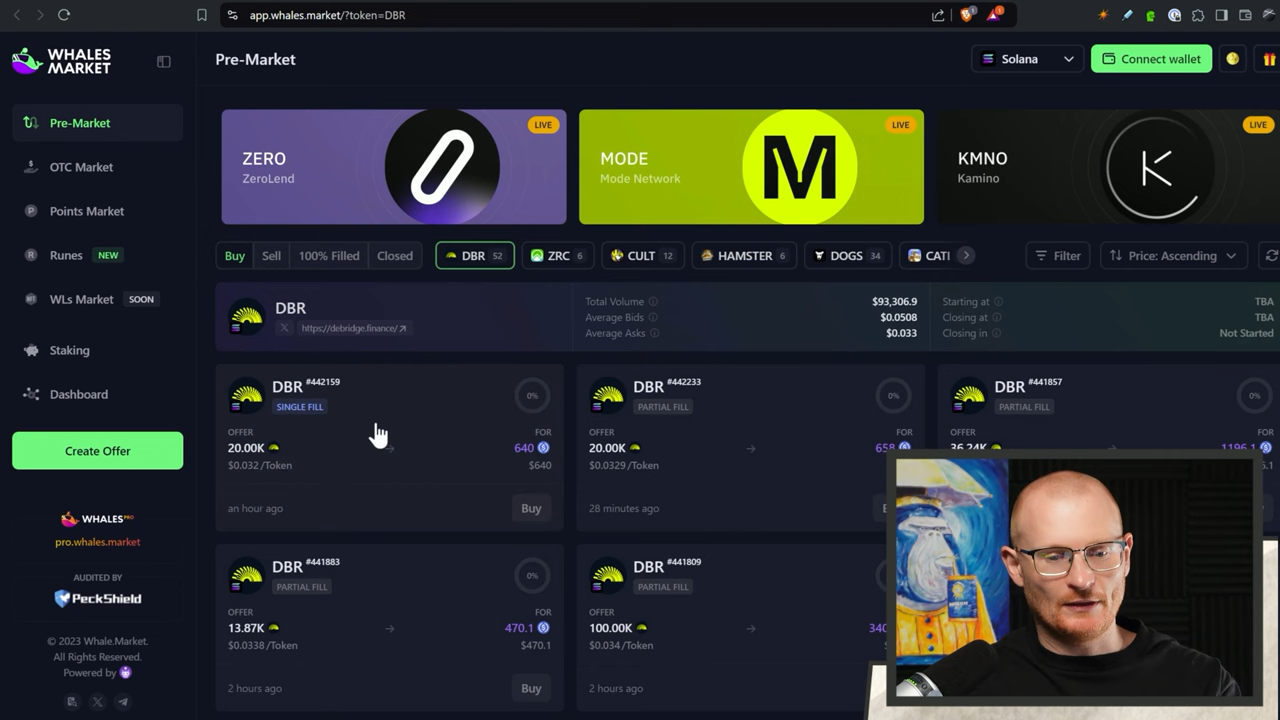 app.whales.market/?token=DBR
WHALES
MARKET
Pre-Market
Solana
Connect wallet
Pre-Market
OTC Market
Points Market
Runes NEW
WLs Market SOON
Staking
Dashboard
Create Offer
WHALES PRO
pro.whales.market
AUDITED BY
PeckShield
© 2023 Whale.Market.
All Rights Reserved.
Powered by
ZERO
ZeroLend
LIVE
MODE
Mode Network
LIVE
KMNO
Kamino
LIVE
Buy Sell 100% Filled Closed DBR 52 ZRC 6 CULT 12 HAMSTER 6 DOGS 34 CATI Filter Price: Ascending
DBR
https://debridge.finance/
Total Volume $93,306.9
Average Bids $0.0508
Average Asks $0.033
Starting at TBA
Closing at TBA
Closing in Not Started
DBR #442159
SINGLE FILL
0%
OFFER FOR
20.00K 640
$0.032 /Token $640
an hour ago Buy
DBR #442233
PARTIAL FILL
0%
OFFER FOR
20.00K 658
$0.0329 /Token
28 minutes ago
DBR #441857
PARTIAL FILL
0%
OFFER FOR
36.24K 1196.1
DBR #441883
PARTIAL FILL
0%
OFFER FOR
13.87K 470.1
$0.0338 /Token $470.1
2 hours ago Buy
DBR #441809
PARTIAL FILL
OFFER
100.00K 340
$0.034 /Token
2 hours ago